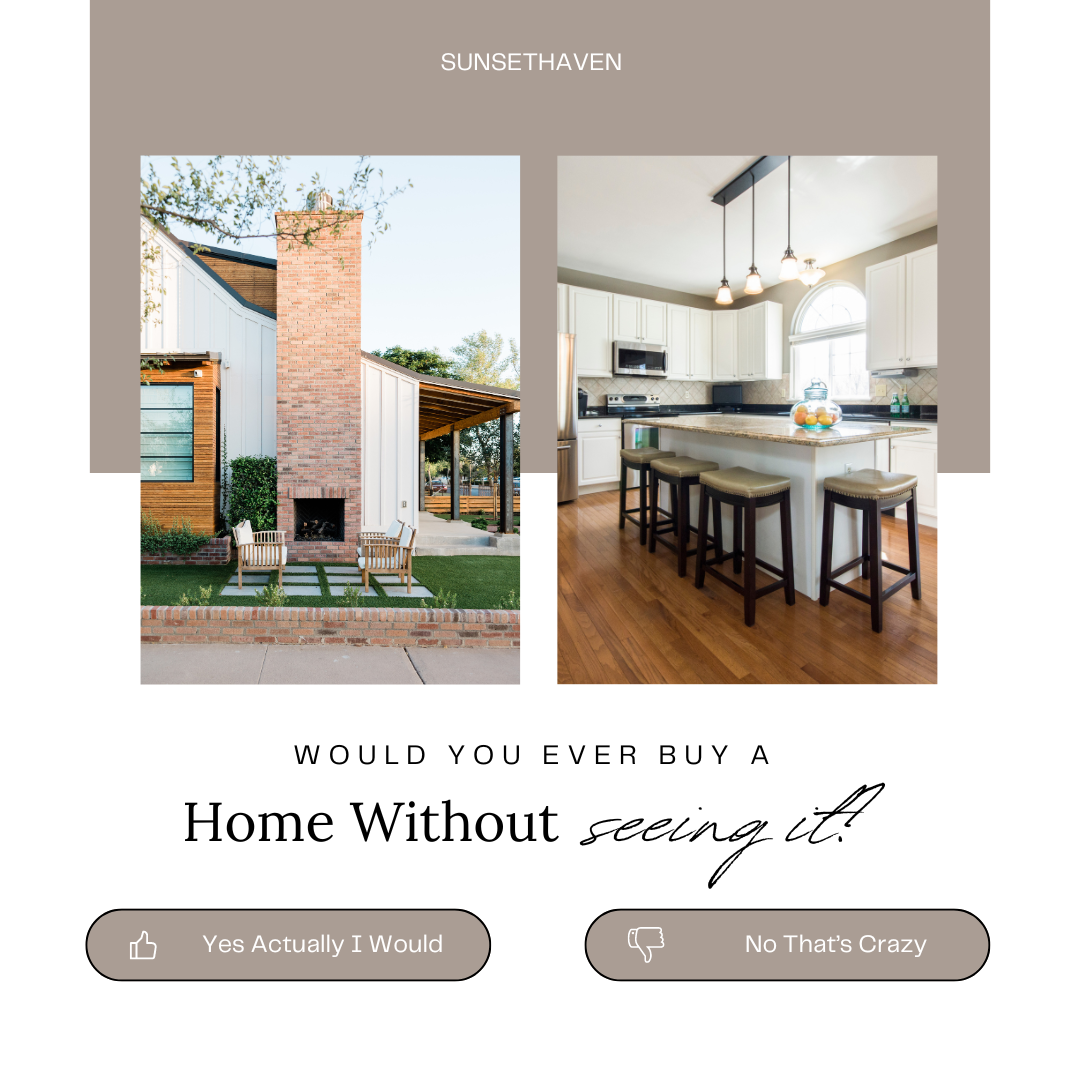 SUNSETHAVEN
WOULD YOU EVER BUY A
Home Without seeing it?
Yes Actually I Would
No That’s Crazy